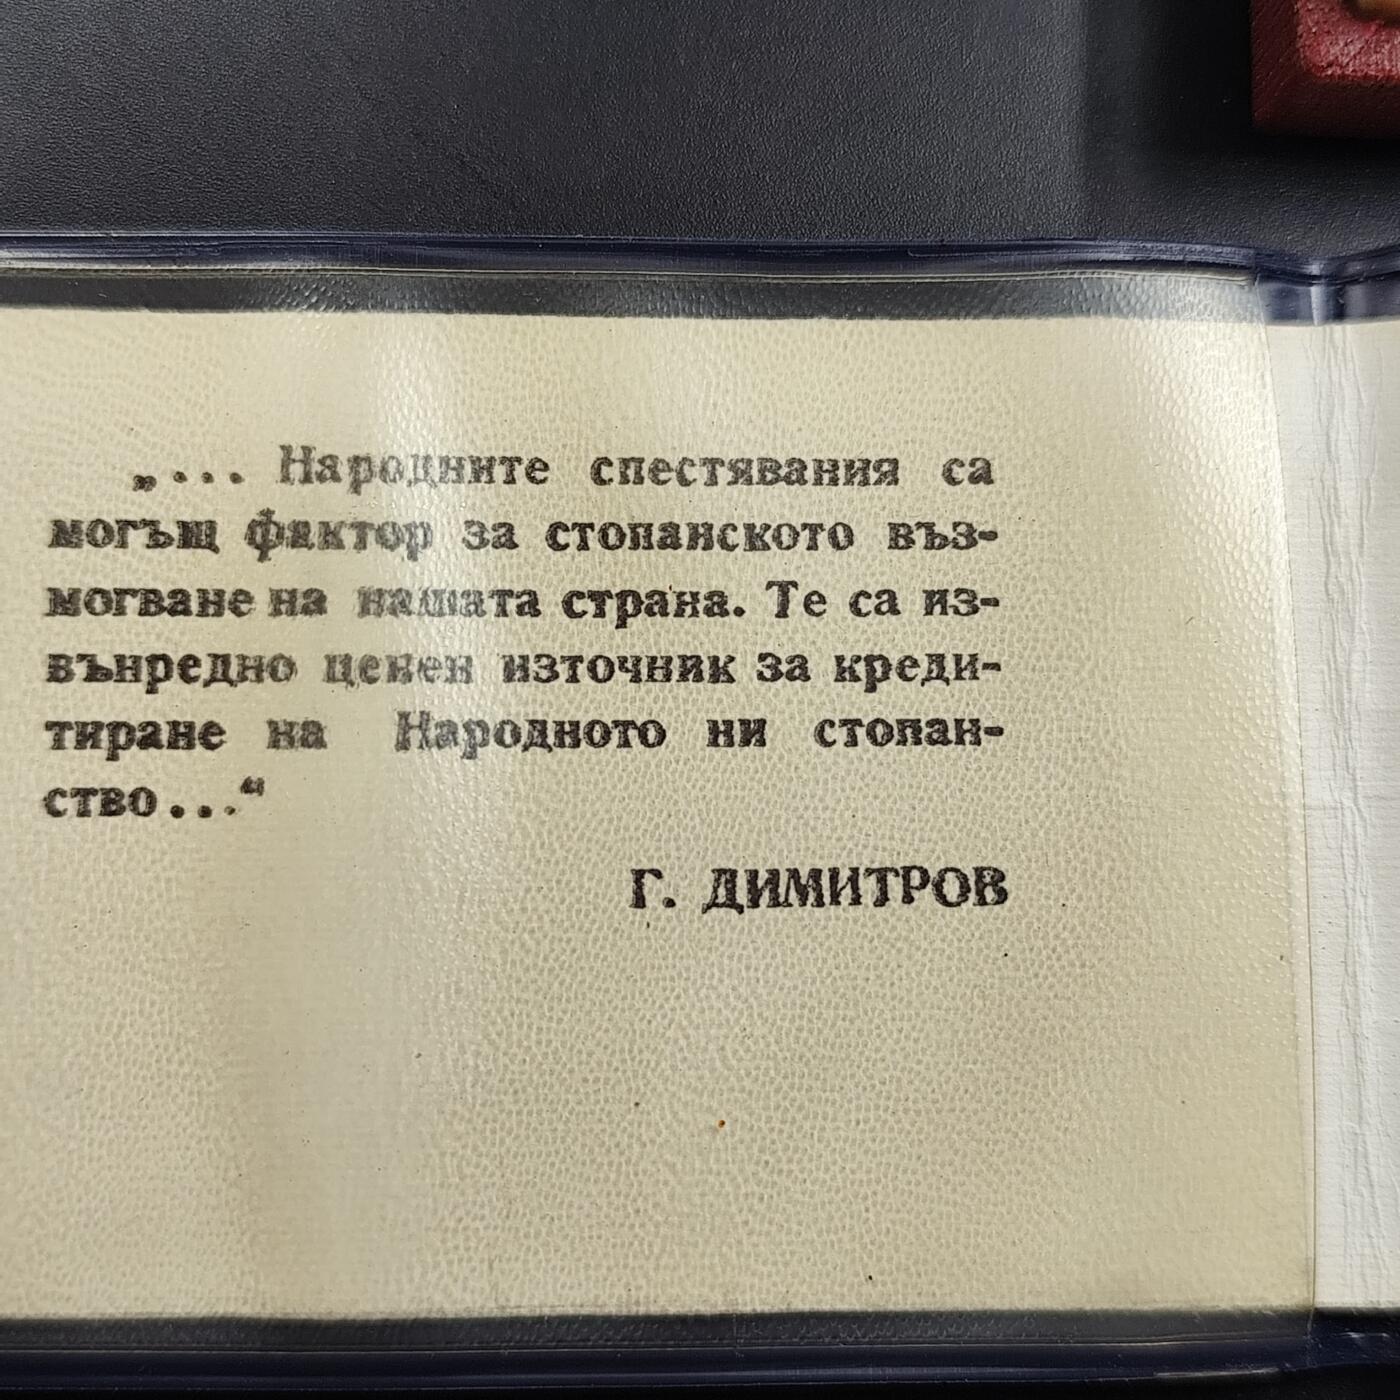 „... Народните спестявания са
могъщ фактор за стопанското въз-
могване на нашата страна. Те са из-
вънредно ценен източник за креди-
тиране на Народното ни стопан-
ство...“
Г. ДИМИТРОВ